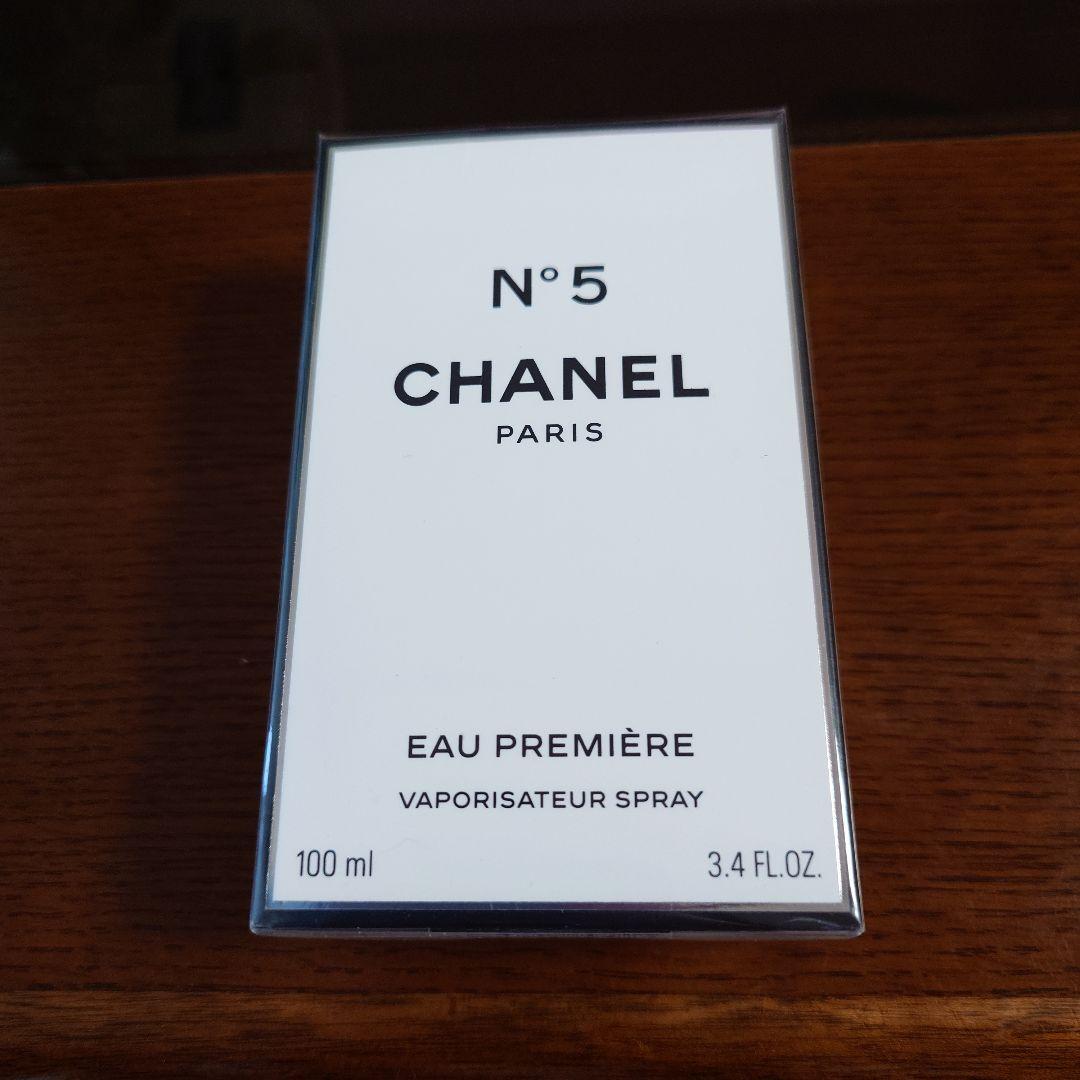 N°5
CHANEL
PARIS
EAU PREMIÈRE
VAPORISATEUR SPRAY
100 ml 3.4 FL.OZ.